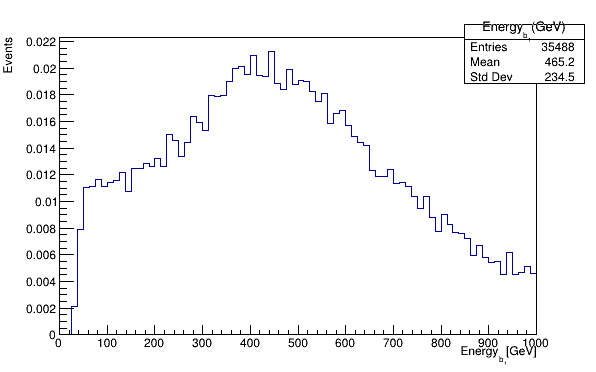 Energy_b_1(GeV)
Entries 35488
Mean 465.2
Std Dev 234.5
Events
0.022
0.02
0.018
0.016
0.014
0.012
0.01
0.008
0.006
0.004
0.002
0
0 100 200 300 400 500 600 700 800 900 1000
Energy_b_1[GeV]